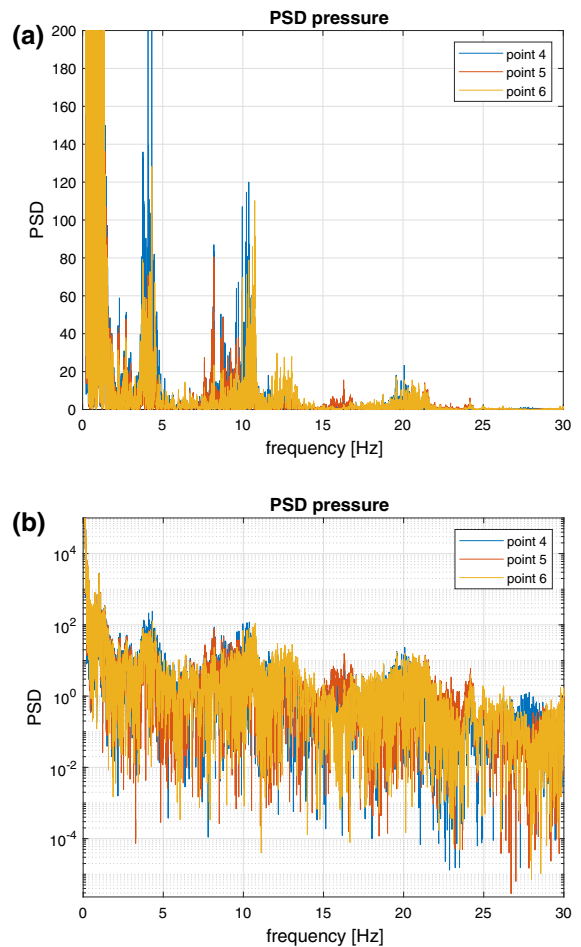 (a)
PSD pressure
200
180
160
140
120
100
80
60
40
20
0
PSD
point 4
point 5
point 6
0 5 10 15 20 25 30
frequency [Hz]
(b)
PSD pressure
10^4
10^2
10^0
10^-2
10^-4
PSD
point 4
point 5
point 6
0 5 10 15 20 25 30
frequency [Hz]